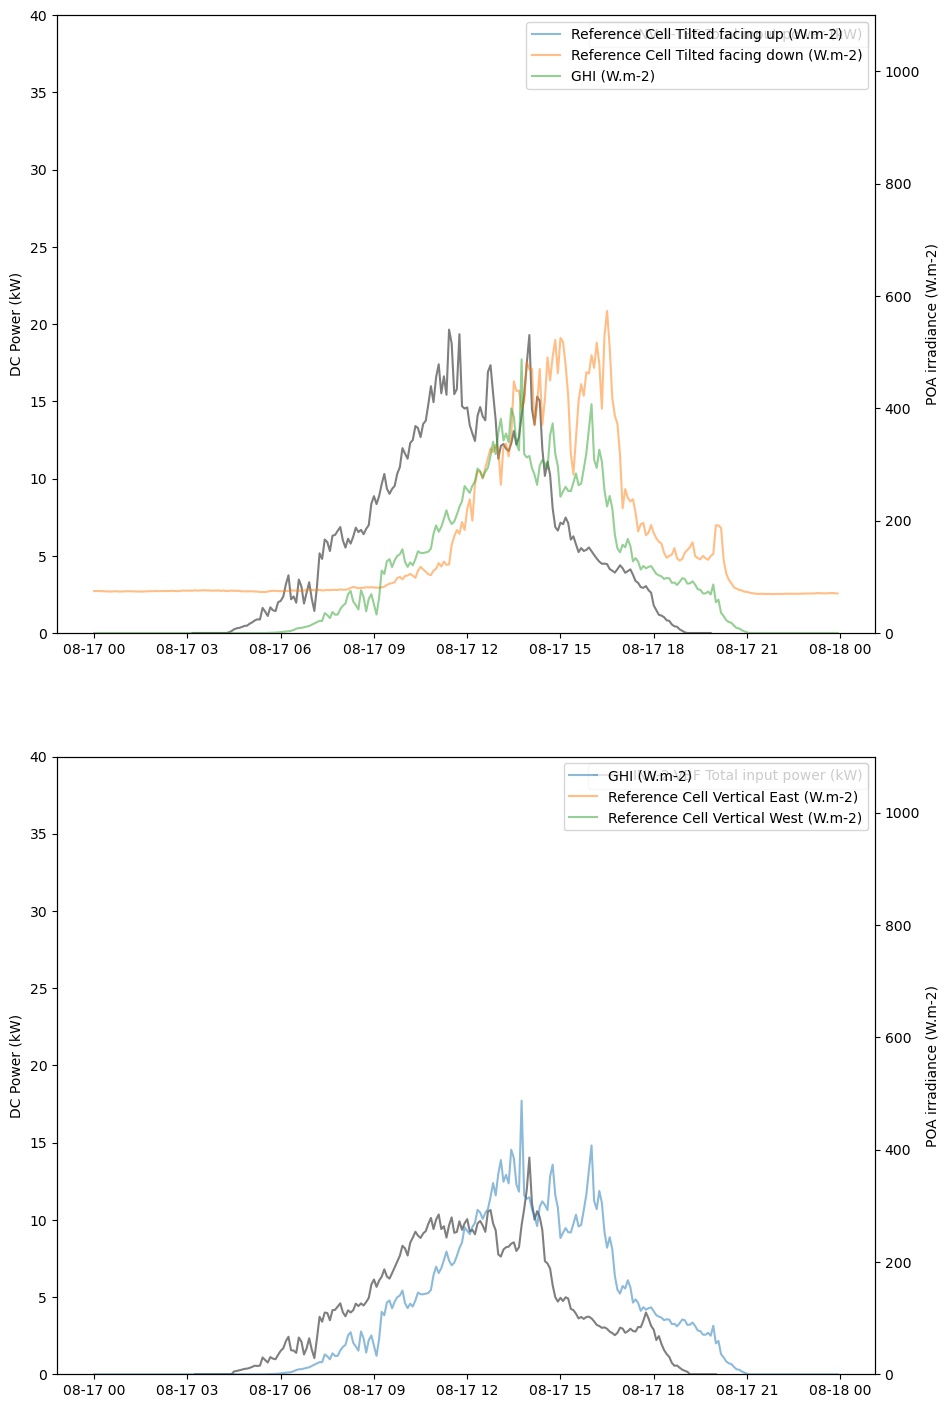 40
35
30
25
20
15
10
5
0
DC Power (kW)
Reference Cell Tilted facing up (W.m-2)
Reference Cell Tilted facing down (W.m-2)
GHI (W.m-2)
1000
800
600
400
200
0
POA irradiance (W.m-2)
08-17 00 08-17 03 08-17 06 08-17 09 08-17 12 08-17 15 08-17 18 08-17 21 08-18 00
40
35
30
25
20
15
10
5
0
DC Power (kW)
GHI (W.m-2) Total input power (kW)
Reference Cell Vertical East (W.m-2)
Reference Cell Vertical West (W.m-2)
1000
800
600
400
200
0
POA irradiance (W.m-2)
08-17 00 08-17 03 08-17 06 08-17 09 08-17 12 08-17 15 08-17 18 08-17 21 08-18 00